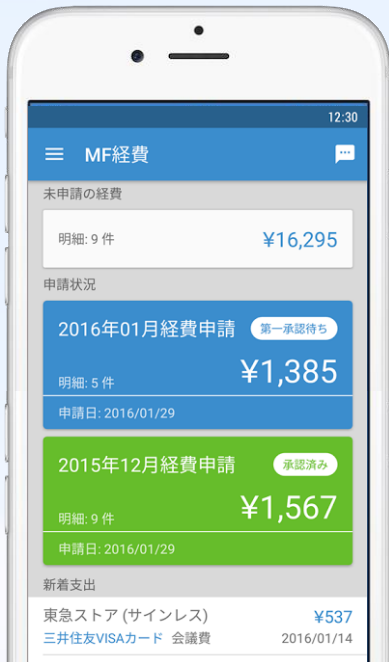 12:30
MF経費
未申請の経費
明細: 9 件 ¥16,295
申請状況
2016年01月経費申請 第一承認待ち
¥1,385
明細: 5 件
申請日: 2016/01/29
2015年12月経費申請 承認済み
¥1,567
明細: 9 件
申請日: 2016/01/29
新着支出
東急ストア (サインレス) ¥537
三井住友VISAカード 会議費 2016/01/14